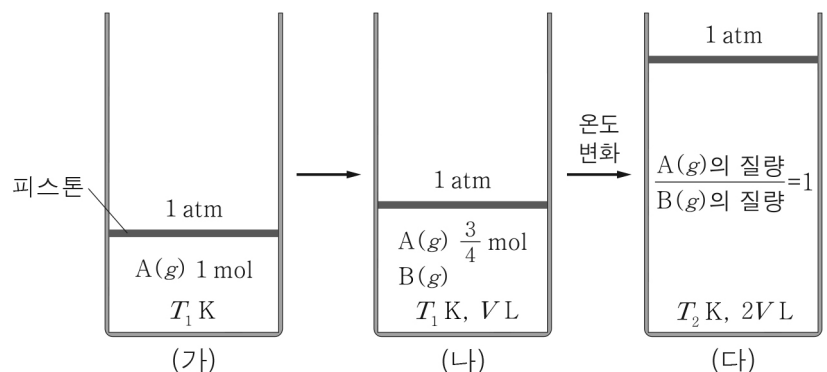 피스톤
1 atm
A(g) 1 mol
T₁ K
(가)
1 atm
A(g) 3/4 mol
B(g)
T₁ K, V L
(나)
온도
변화
1 atm
A(g)의 질량
B(g)의 질량
=1
T₂ K, 2V L
(다)